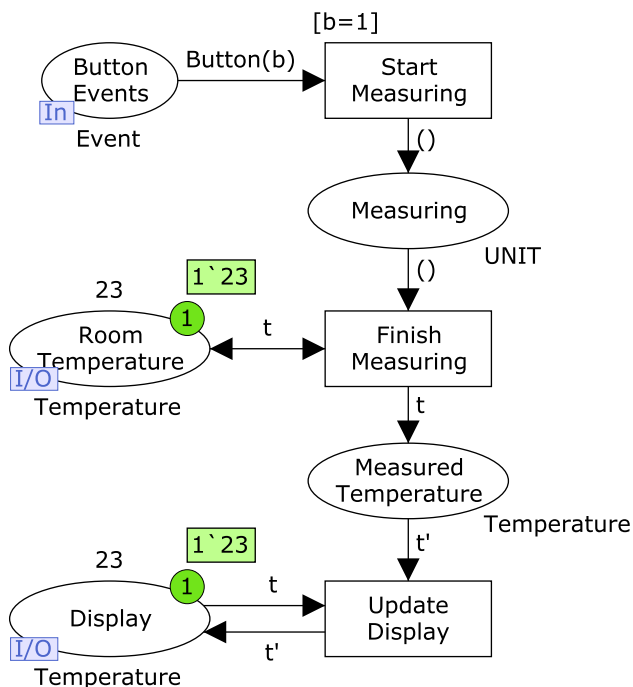 [b=1]
Button
Events
In
Event
Button(b)
Start
Measuring
()
Measuring
UNIT
()
1`23
23
1
Room
Temperature
I/O
Temperature
t
Finish
Measuring
t
Measured
Temperature
Temperature
t'
1`23
23
1
Display
I/O
Temperature
t
t'
Update
Display